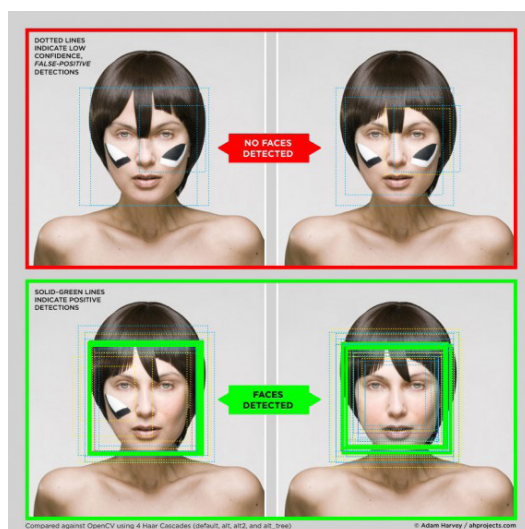 DOTTED LINES
INDICATE LOW
CONFIDENCE,
FALSE-POSITIVE
DETECTIONS
NO FACES
DETECTED
SOLID-GREEN LINES
INDICATE POSITIVE
DETECTIONS
FACES
DETECTED
Compared against OpenCV using 4 Haar Cascades (default, alt, alt2, and alt_tree)
© Adam Harvey / ahprojects.com